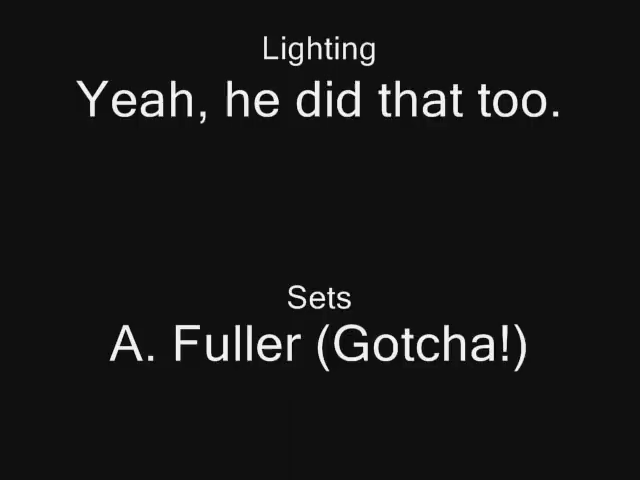 Lighting
Yeah, he did that too.
Sets
A. Fuller (Gotcha!)